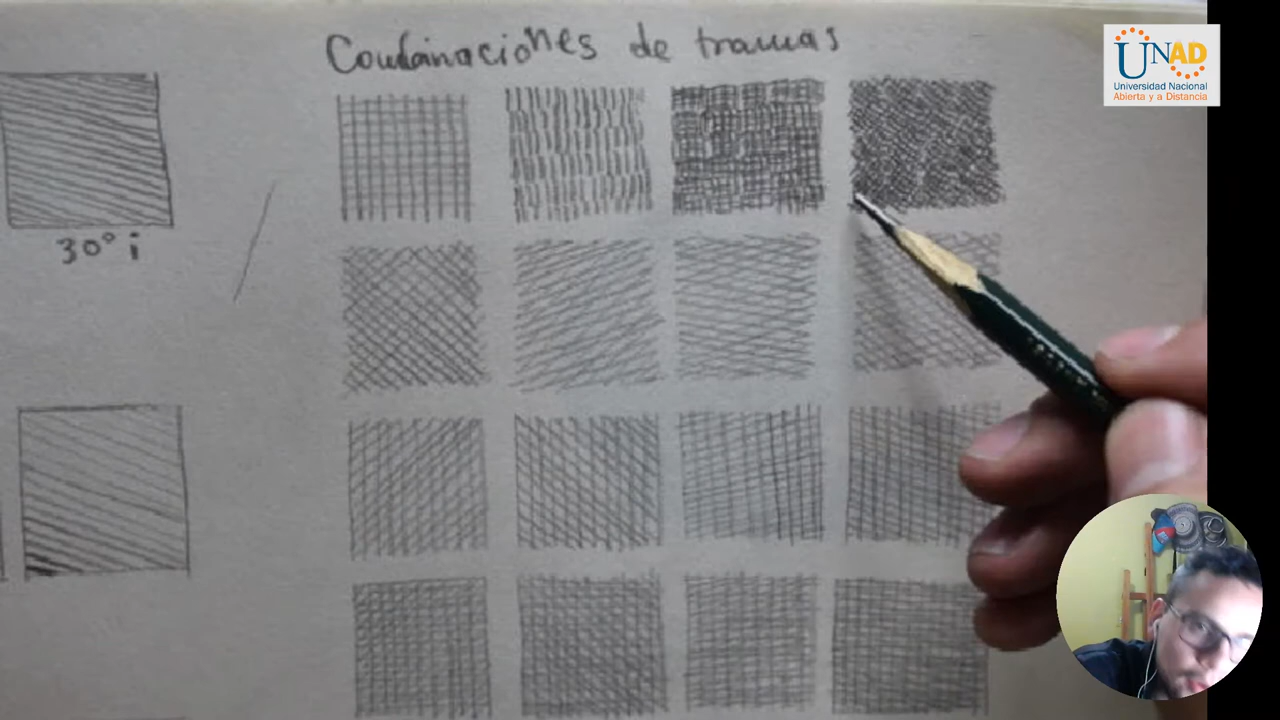 Combinaciones de tramas
UNAD
Universidad Nacional
Abierta y a Distancia
30° i